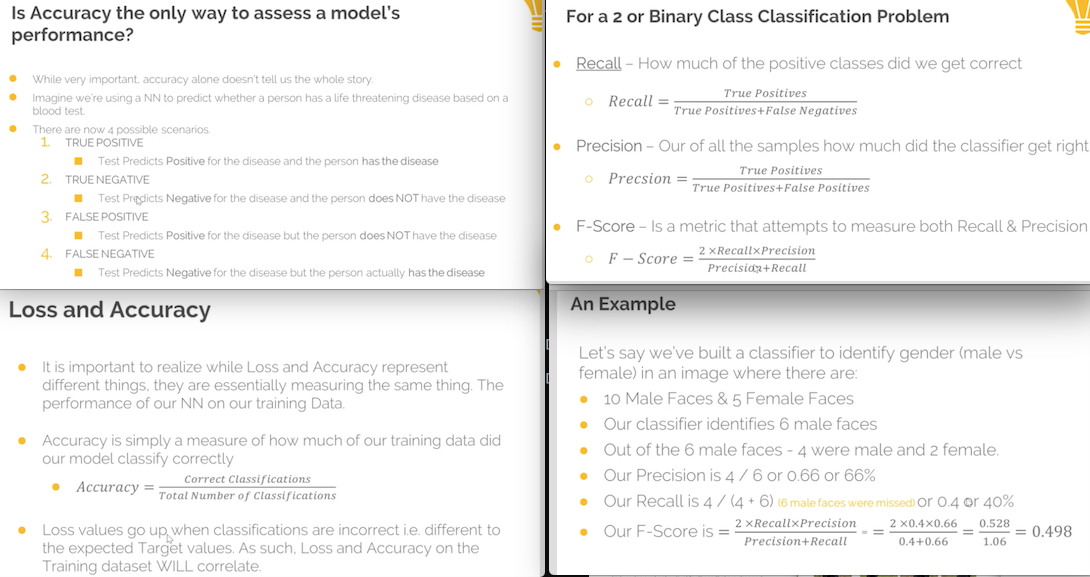 Is Accuracy the only way to assess a model's
performance?
While very important, accuracy alone doesn't tell us the whole story.
Imagine we're using a NN to predict whether a person has a life threatening disease based on a
blood test.
There are now 4 possible scenarios.
1. TRUE POSITIVE
Test Predicts Positive for the disease and the person has the disease
2. TRUE NEGATIVE
Test Predicts Negative for the disease and the person does NOT have the disease
3. FALSE POSITIVE
Test Predicts Positive for the disease but the person does NOT have the disease
4. FALSE NEGATIVE
Test Predicts Negative for the disease but the person actually has the disease
For a 2 or Binary Class Classification Problem
Recall – How much of the positive classes did we get correct
Recall = True Positives / True Positives+False Negatives
Precision – Our of all the samples how much did the classifier get right
Precsion = True Positives / True Positives+False Positives
F-Score – Is a metric that attempts to measure both Recall & Precision
F − Score = 2 ×Recall×Precision / Precision+Recall
Loss and Accuracy
It is important to realize while Loss and Accuracy represent
different things, they are essentially measuring the same thing. The
performance of our NN on our training Data.
Accuracy is simply a measure of how much of our training data did
our model classify correctly
Accuracy = Correct Classifications / Total Number of Classifications
Loss values go up when classifications are incorrect i.e. different to
the expected Target values. As such, Loss and Accuracy on the
Training dataset WILL correlate.
An Example
Let's say we've built a classifier to identify gender (male vs
female) in an image where there are:
10 Male Faces & 5 Female Faces
Our classifier identifies 6 male faces
Out of the 6 male faces - 4 were male and 2 female.
Our Precision is 4 / 6 or 0.66 or 66%
Our Recall is 4 / (4 + 6) (6 male faces were missed) or 0.4 or 40%
Our F-Score is = 2 ×Recall×Precision / Precision+Recall = = 2 ×0.4×0.66 / 0.4+0.66 = 0.528 / 1.06 = 0.498